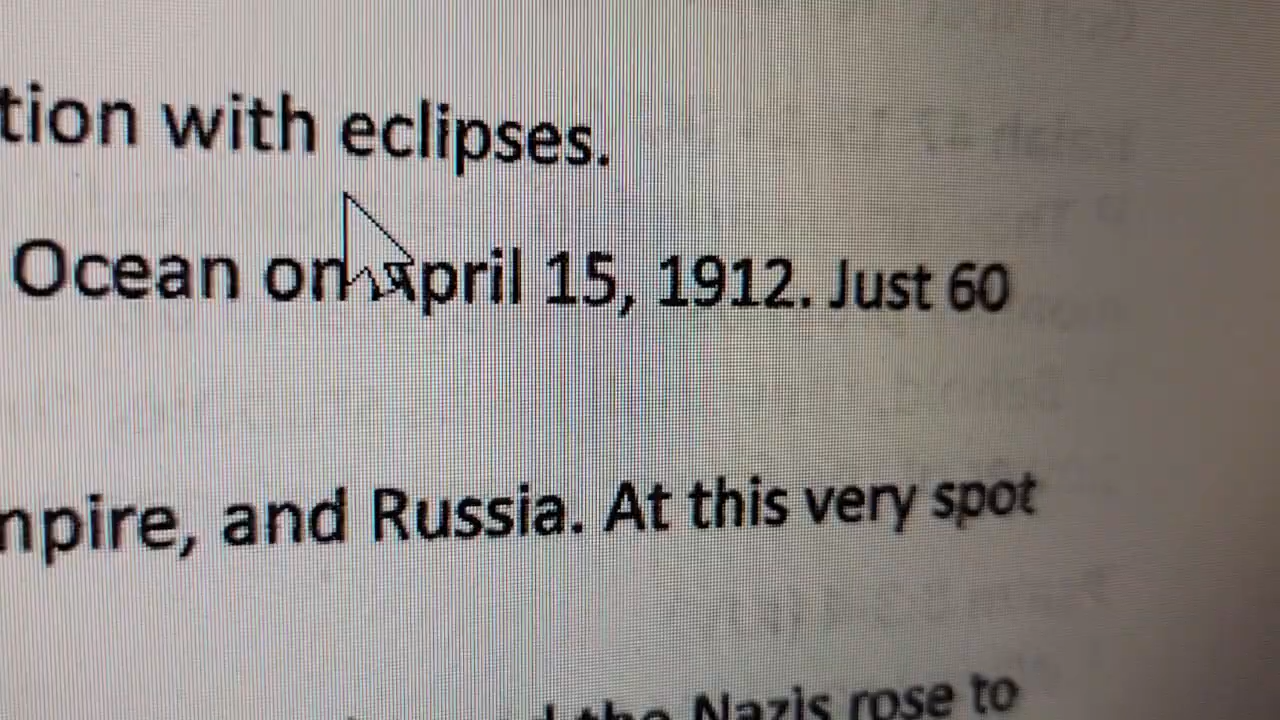 tion with eclipses.
Ocean on April 15, 1912. Just 60
mpire, and Russia. At this very spot
the Nazis rose to